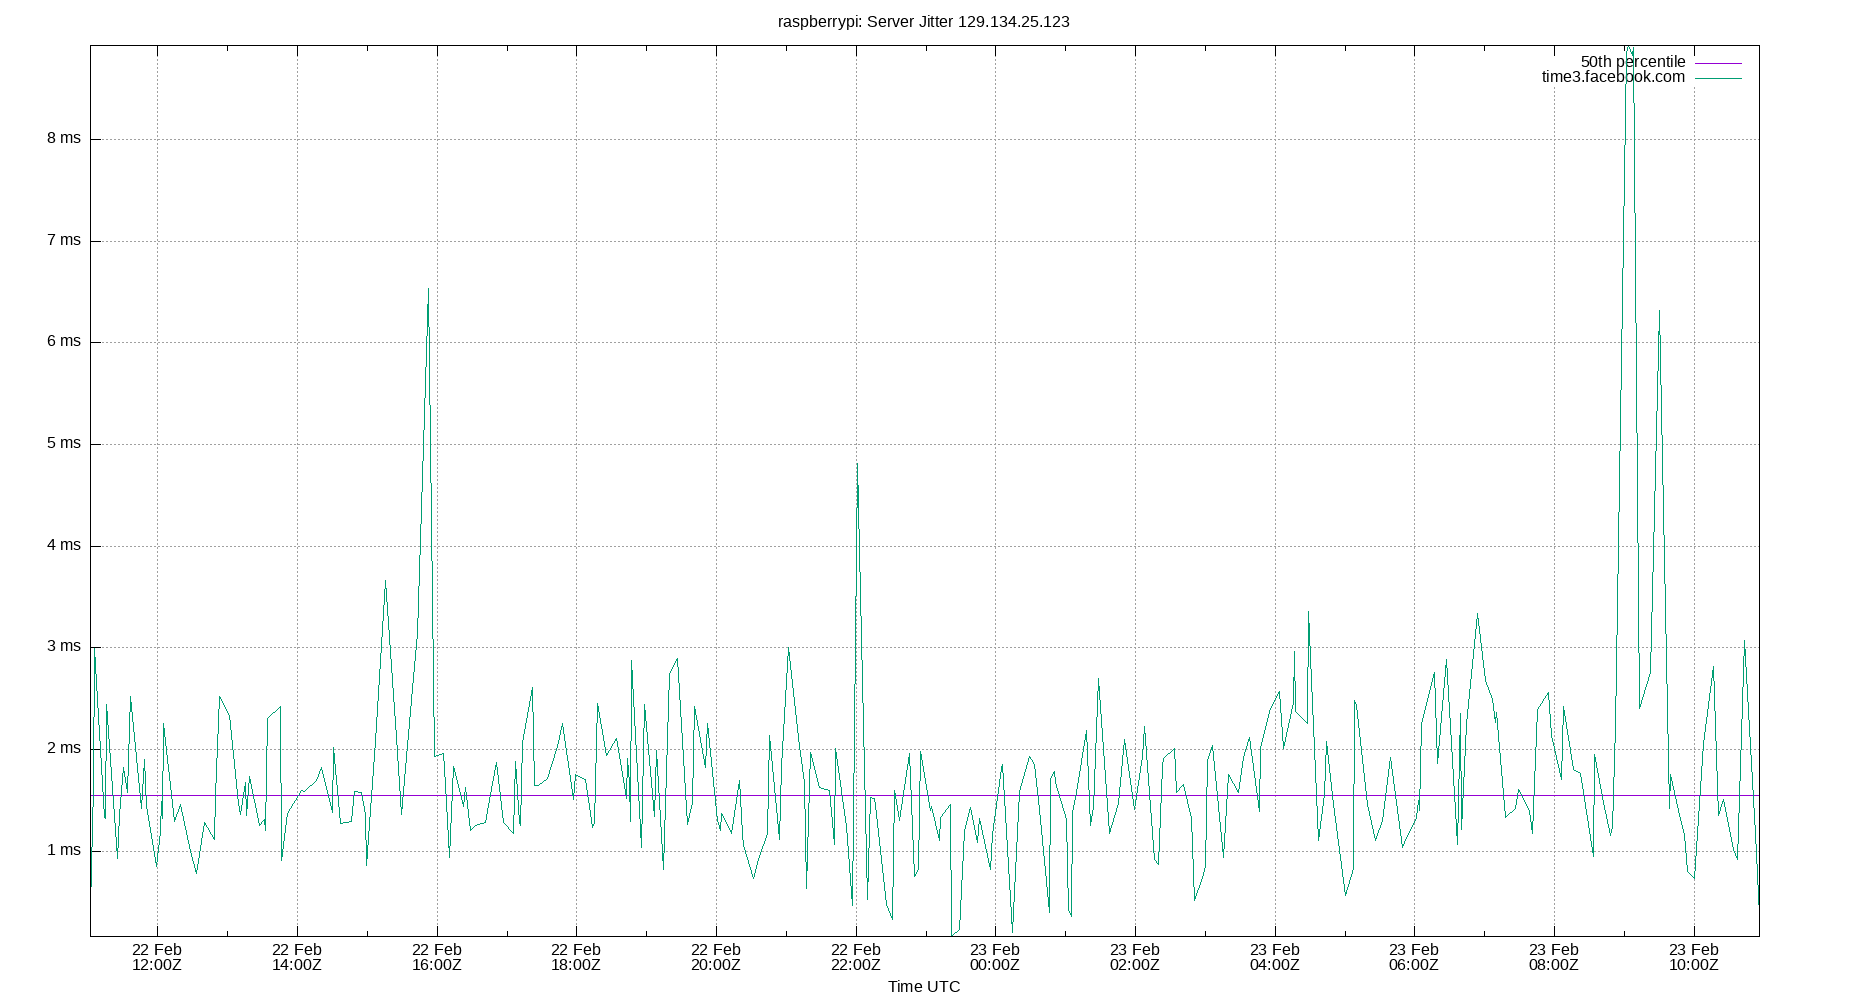 raspberrypi: Server Jitter 129.134.25.123
50th percentile
time3.facebook.com
8 ms
7 ms
6 ms
5 ms
4 ms
3 ms
2 ms
1 ms
22 Feb 12:00Z
22 Feb 14:00Z
22 Feb 16:00Z
22 Feb 18:00Z
22 Feb 20:00Z
22 Feb 22:00Z
23 Feb 00:00Z
23 Feb 02:00Z
23 Feb 04:00Z
23 Feb 06:00Z
23 Feb 08:00Z
23 Feb 10:00Z
Time UTC